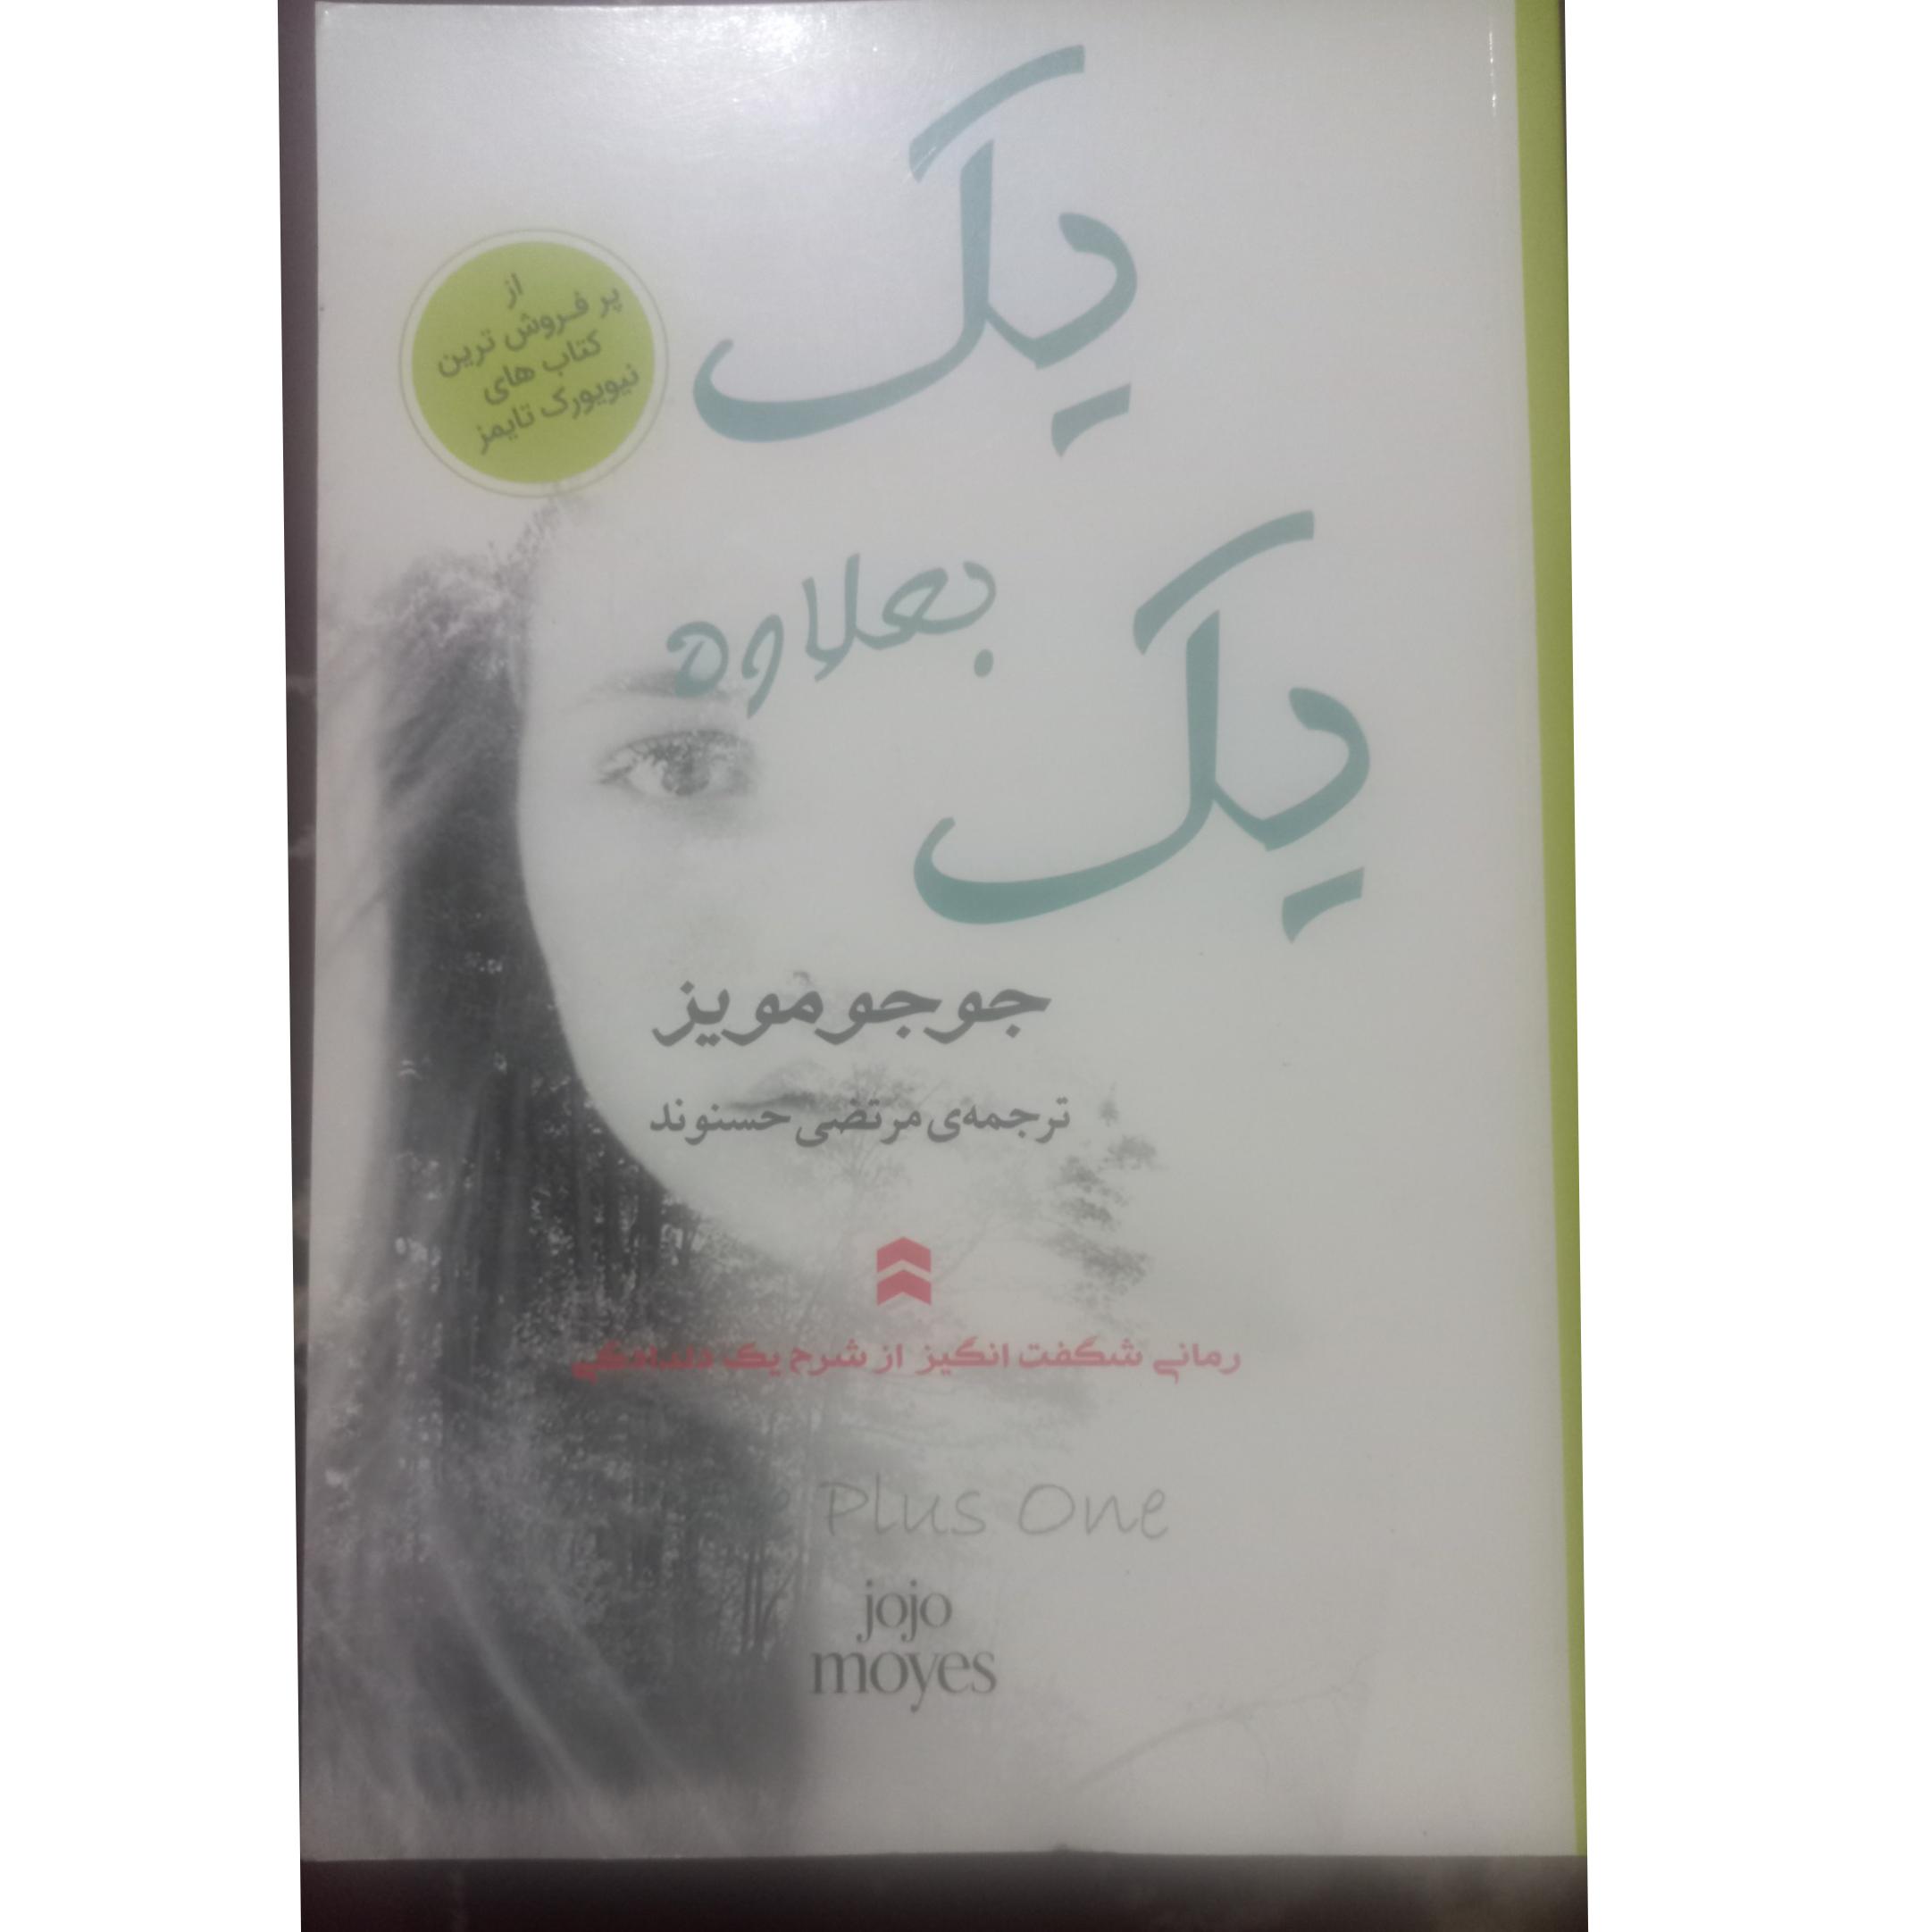 یک
از
پر فروش ترین
کتاب های
نیویورک تایمز
بعلاوه
یک
جوجو مویز
ترجمه‌ی مرتضی حسنوند
رمانی شگفت انگیز از شرح یک دلدادگی
Plus One
jojo
moyes